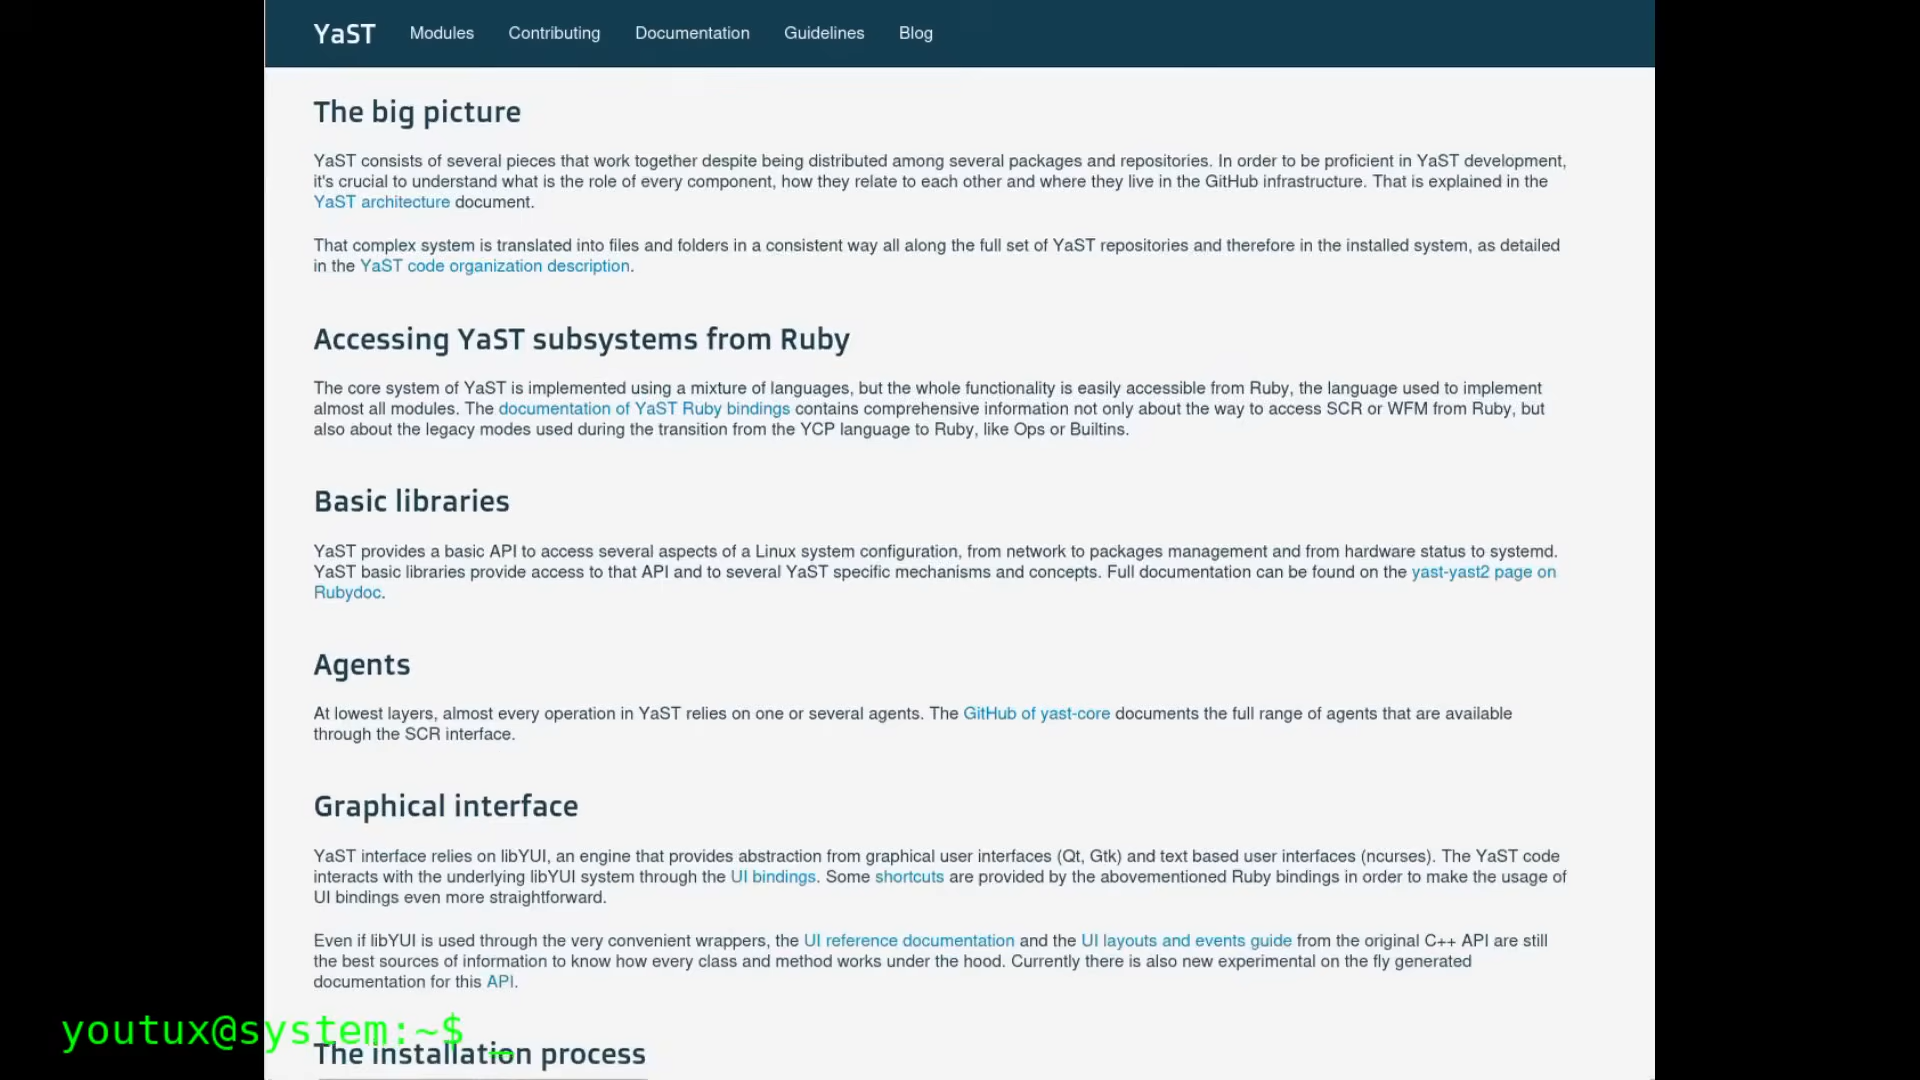 YaST Modules Contributing Documentation Guidelines Blog
The big picture
YaST consists of several pieces that work together despite being distributed among several packages and repositories. In order to be proficient in YaST development,
it's crucial to understand what is the role of every component, how they relate to each other and where they live in the GitHub infrastructure. That is explained in the
YaST architecture document.
That complex system is translated into files and folders in a consistent way all along the full set of YaST repositories and therefore in the installed system, as detailed
in the YaST code organization description.
Accessing YaST subsystems from Ruby
The core system of YaST is implemented using a mixture of languages, but the whole functionality is easily accessible from Ruby, the language used to implement
almost all modules. The documentation of YaST Ruby bindings contains comprehensive information not only about the way to access SCR or WFM from Ruby, but
also about the legacy modes used during the transition from the YCP language to Ruby, like Ops or Builtins.
Basic libraries
YaST provides a basic API to access several aspects of a Linux system configuration, from network to packages management and from hardware status to systemd.
YaST basic libraries provide access to that API and to several YaST specific mechanisms and concepts. Full documentation can be found on the yast-yast2 page on
Rubydoc.
Agents
At lowest layers, almost every operation in YaST relies on one or several agents. The GitHub of yast-core documents the full range of agents that are available
through the SCR interface.
Graphical interface
YaST interface relies on libYUI, an engine that provides abstraction from graphical user interfaces (Qt, Gtk) and text based user interfaces (ncurses). The YaST code
interacts with the underlying libYUI system through the UI bindings. Some shortcuts are provided by the abovementioned Ruby bindings in order to make the usage of
UI bindings even more straightforward.
Even if libYUI is used through the very convenient wrappers, the UI reference documentation and the UI layouts and events guide from the original C++ API are still
the best sources of information to know how every class and method works under the hood. Currently there is also new experimental on the fly generated
documentation for this API.
youtux@system:~$ _
The installation process